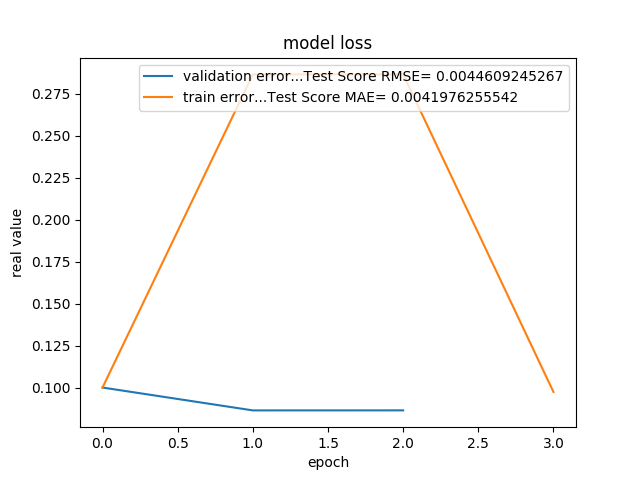 model loss
validation error...Test Score RMSE= 0.0044609245267
train error...Test Score MAE= 0.0041976255542
0.275
0.250
0.225
0.200
0.175
0.150
0.125
0.100
real value
0.0 0.5 1.0 1.5 2.0 2.5 3.0
epoch